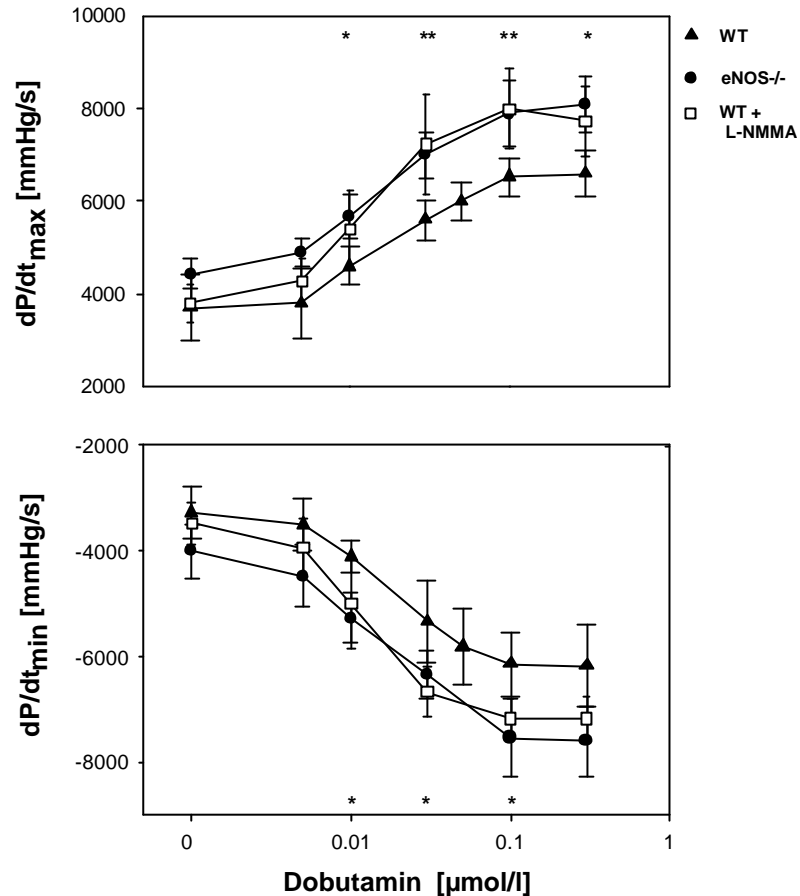 10000
8000
6000
4000
2000
dP/dtmax [mmHg/s]
* ** ** *
WT
eNOS-/-
WT +
L-NMMA
-2000
-4000
-6000
-8000
dP/dtmin [mmHg/s]
* * *
0 0.01 0.1 1
Dobutamin [µmol/l]